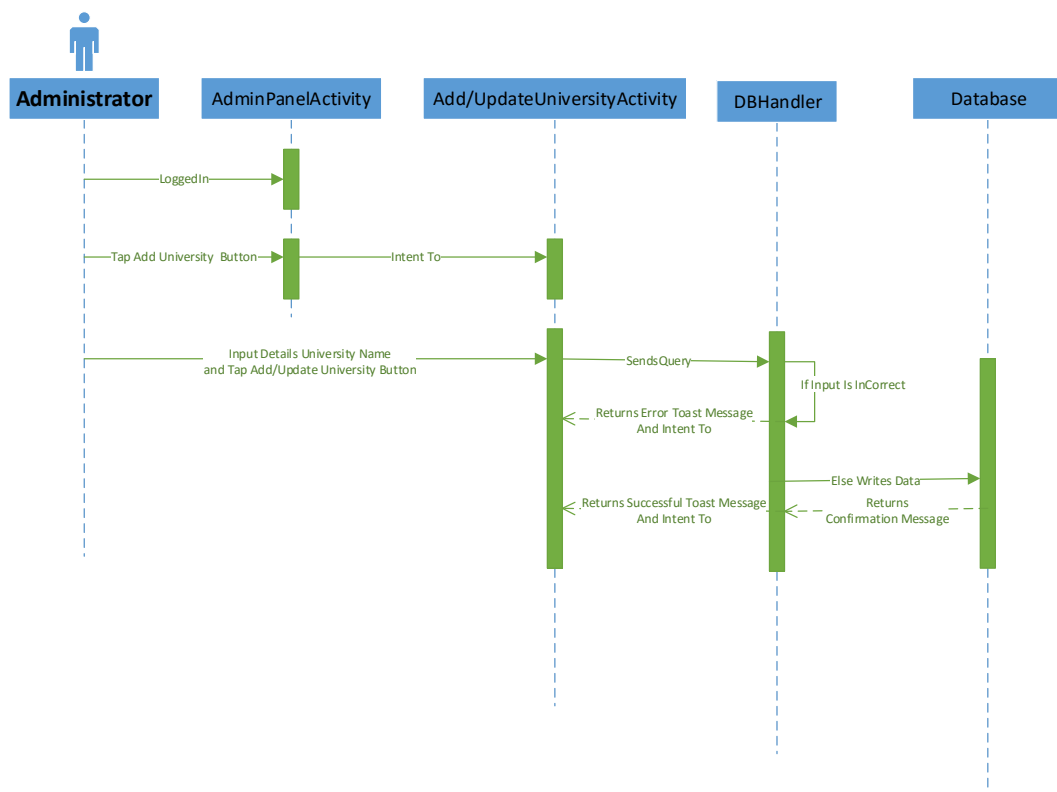 Administrator
AdminPanelActivity
Add/UpdateUniversityActivity
DBHandler
Database
LoggedIn
Tap Add University Button
Intent To
Input Details University Name
and Tap Add/Update University Button
SendsQuery
If Input Is InCorrect
Returns Error Toast Message
And Intent To
Else Writes Data
Returns Successful Toast Message
And Intent To
Returns
Confirmation Message